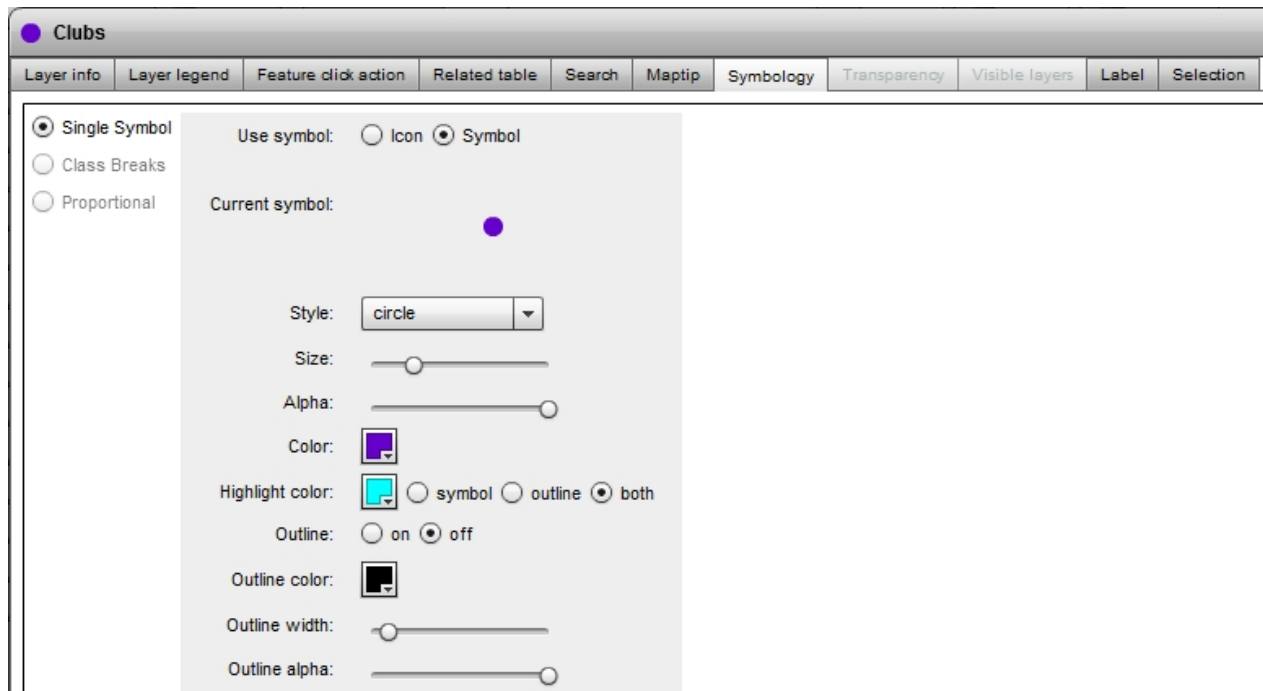 Clubs
Layer info Layer legend Feature click action Related table Search Maptip Symbology Transparency Visible layers Label Selection
Single Symbol
Class Breaks
Proportional
Use symbol: Icon Symbol
Current symbol:
Style: circle
Size:
Alpha:
Color:
Highlight color: symbol outline both
Outline: on off
Outline color:
Outline width:
Outline alpha: